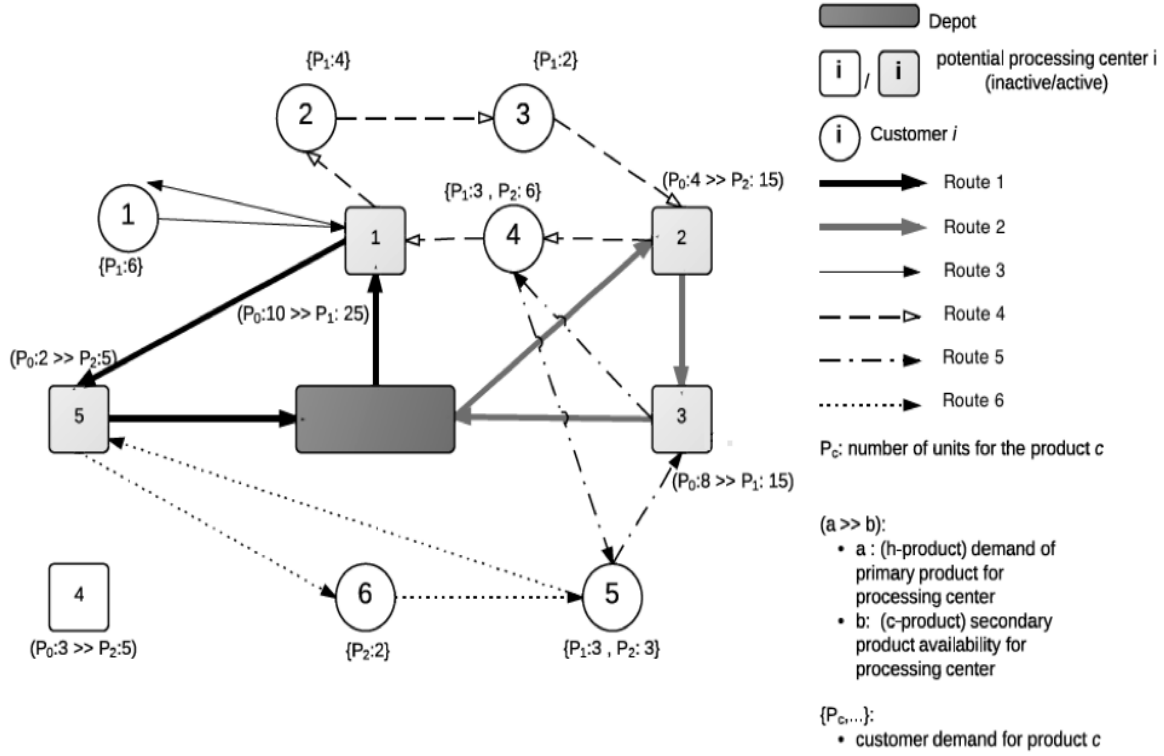 {P1:4}
{P1:2}
2
3
1
{P1:6}
{P1:3 , P2: 6}
4
(P0:4 >> P2: 15)
1
2
(P0:10 >> P1: 25)
(P0:2 >> P2:5)
5
3
(P0:8 >> P1: 15)
4
(P0:3 >> P2:5)
6
{P2:2}
5
{P1:3 , P2: 3}
Depot
i / i
potential processing center i
(inactive/active)
i
Customer i
Route 1
Route 2
Route 3
Route 4
Route 5
Route 6
Pc: number of units for the product c
(a >> b):
• a : (h-product) demand of
primary product for
processing center
• b: (c-product) secondary
product availability for
processing center
{Pc,...}:
• customer demand for product c